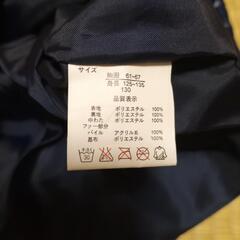 サイズ
胸囲 61-67
身長 125-135
130
品質表示
表地 ポリエステル 100%
裏地 ポリエステル 100%
中わた ポリエステル 100%
ファー部分
パイル アクリル系 100%
基布 ポリエステル 100%
30